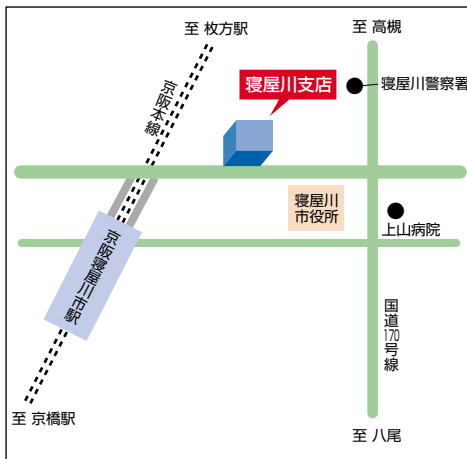 至 枚方駅
至 高槻
京阪本線
寝屋川支店
寝屋川警察署
寝屋川
市役所
上山病院
京阪寝屋川市駅
国道170号線
至 京橋駅
至 八尾